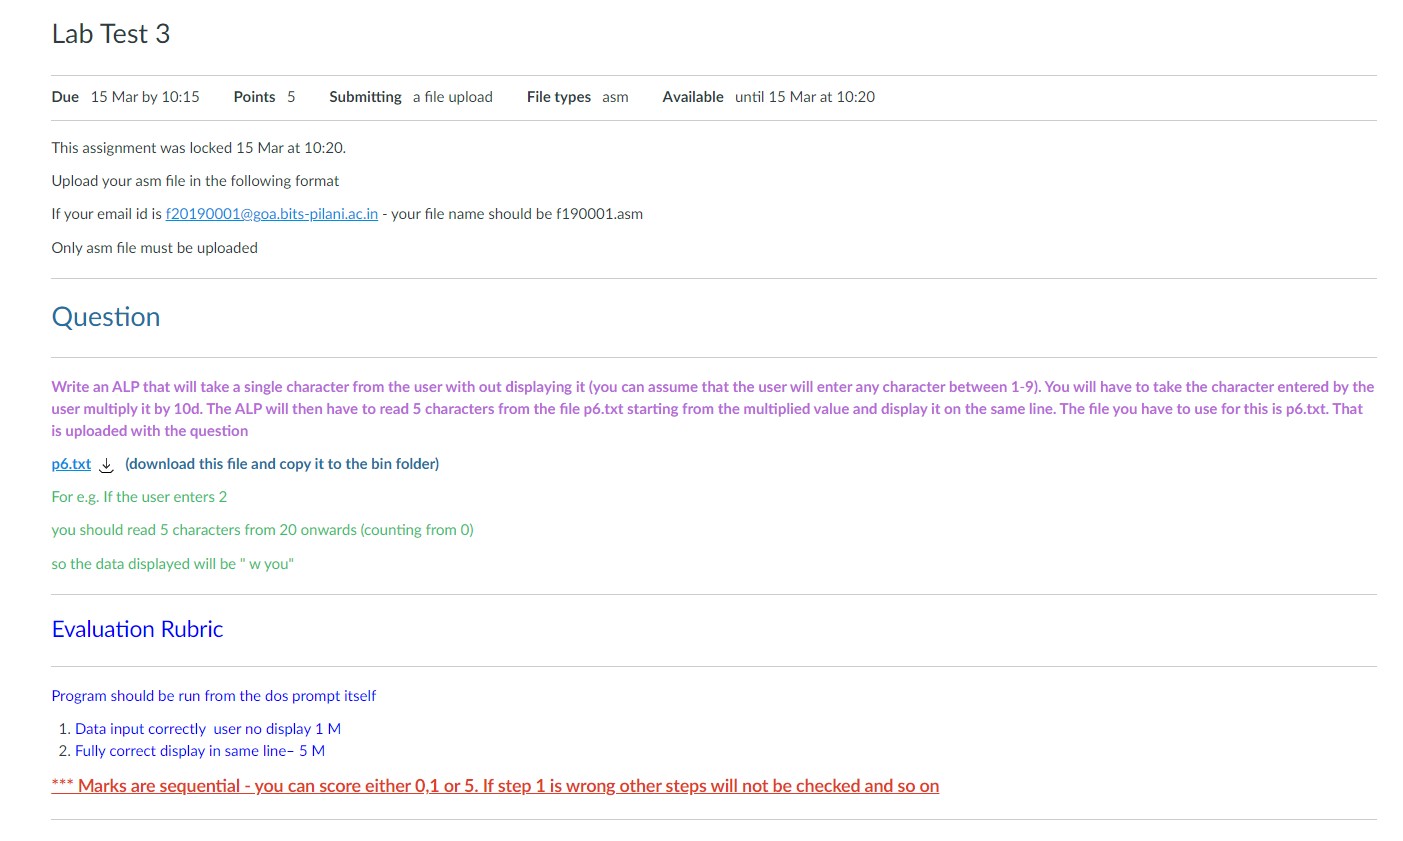 Lab Test 3
Due 15 Mar by 10:15 Points 5 Submitting a file upload File types asm Available until 15 Mar at 10:20
This assignment was locked 15 Mar at 10:20.
Upload your asm file in the following format
If your email id is f20190001@goa.bits-pilani.ac.in - your file name should be f190001.asm
Only asm file must be uploaded
Question
Write an ALP that will take a single character from the user with out displaying it (you can assume that the user will enter any character between 1-9). You will have to take the character entered by the
user multiply it by 10d. The ALP will then have to read 5 characters from the file p6.txt starting from the multiplied value and display it on the same line. The file you have to use for this is p6.txt. That
is uploaded with the question
p6.txt (download this file and copy it to the bin folder)
For e.g. If the user enters 2
you should read 5 characters from 20 onwards (counting from 0)
so the data displayed will be " w you"
Evaluation Rubric
Program should be run from the dos prompt itself
1. Data input correctly user no display 1 M
2. Fully correct display in same line– 5 M
*** Marks are sequential - you can score either 0,1 or 5. If step 1 is wrong other steps will not be checked and so on